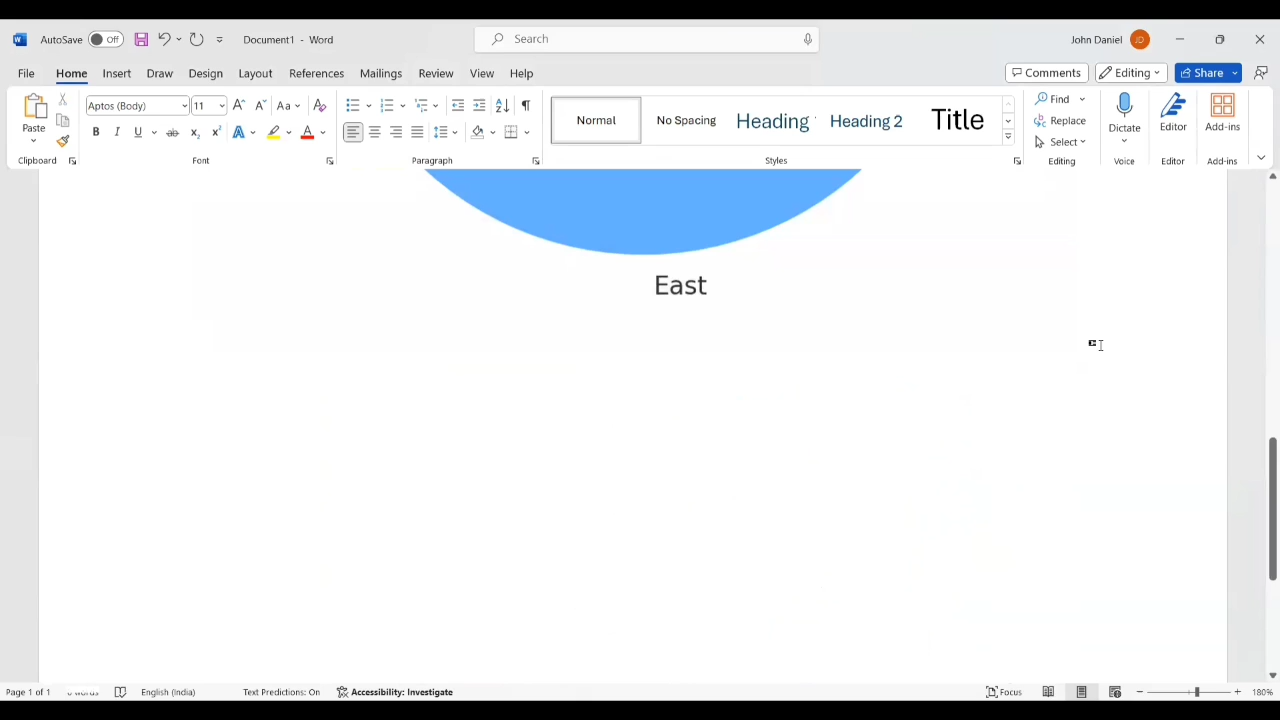 AutoSave Off Document1 - Word Search John Daniel JD
File Home Insert Draw Design Layout References Mailings Review View Help Comments Editing Share
Paste Aptos (Body) 11 Aa Normal No Spacing Heading Heading 2 Title Find Replace Select Dictate Editor Add-ins
Clipboard Font Paragraph Styles Editing Voice Editor Add-ins
East
Page 1 of 1 words English (India) Text Predictions: On Accessibility: Investigate Focus 180%